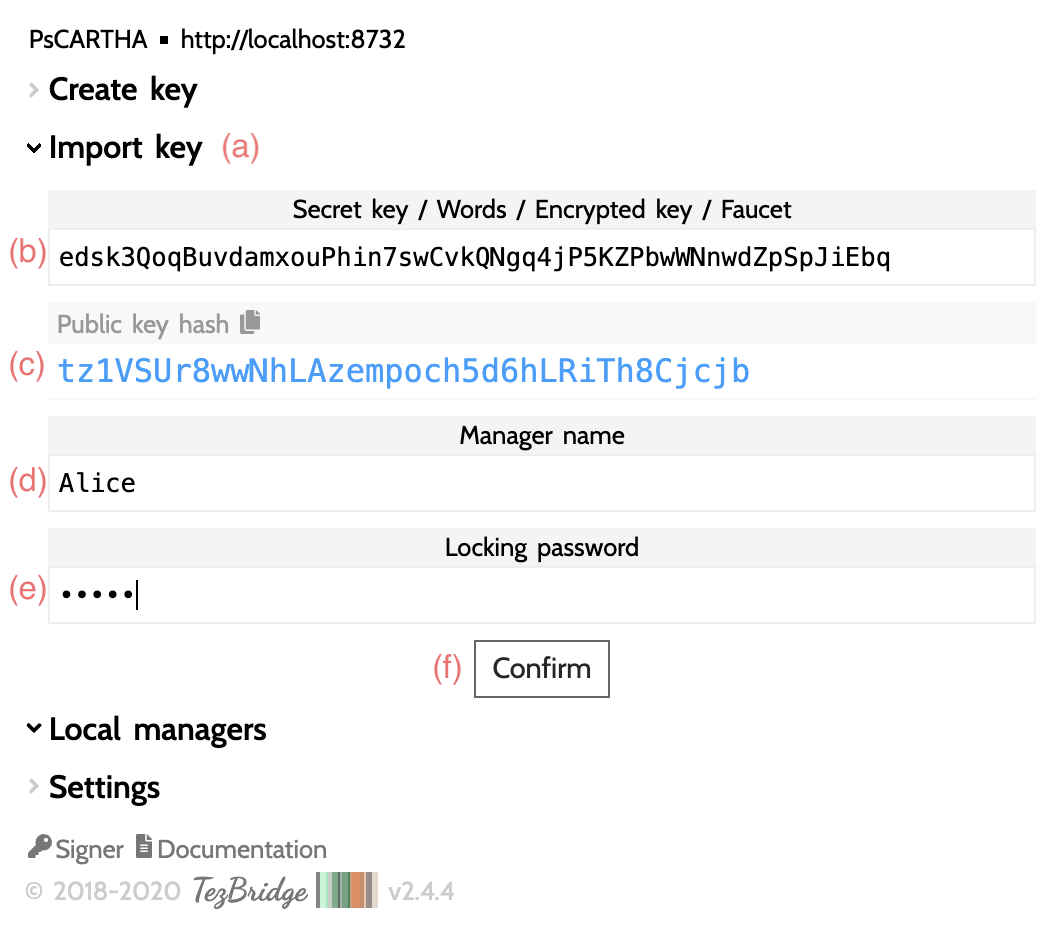 PsCARTHA ▪ http://localhost:8732
Create key
Import key (a)
Secret key / Words / Encrypted key / Faucet
(b) edsk3QoqBuvdamxouPhin7swCvkQNgq4jP5KZPbwWNnwdZpSpJiEbq
Public key hash
(c) tz1VSUr8wwNhLAzempoch5d6hLRiTh8Cjcjb
Manager name
(d) Alice
Locking password
(e) •••••
(f) Confirm
Local managers
Settings
Signer Documentation
© 2018-2020 TezBridge v2.4.4